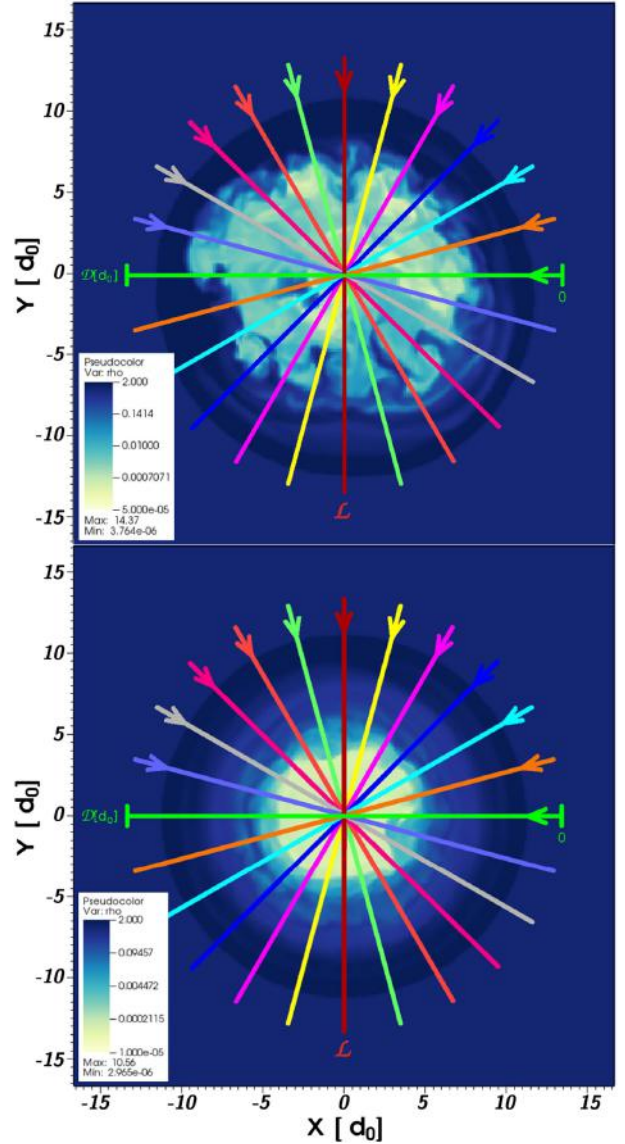 15
10
5
Y [ d₀]
𝒟[d₀]
0
0
-5
Pseudocolor
Var: rho
2.000
0.1414
0.01000
0.0007071
5.000e-05
Max: 14.37
Min: 3.764e-06
-10
-15
ℒ
15
10
5
Y [ d₀]
𝒟[d₀]
0
0
-5
Pseudocolor
Var: rho
2.000
0.09457
0.004472
0.0002115
1.000e-05
Max: 10.56
Min: 2.965e-06
-10
-15
ℒ
-15 -10 -5 0 5 10 15
X [ d₀]